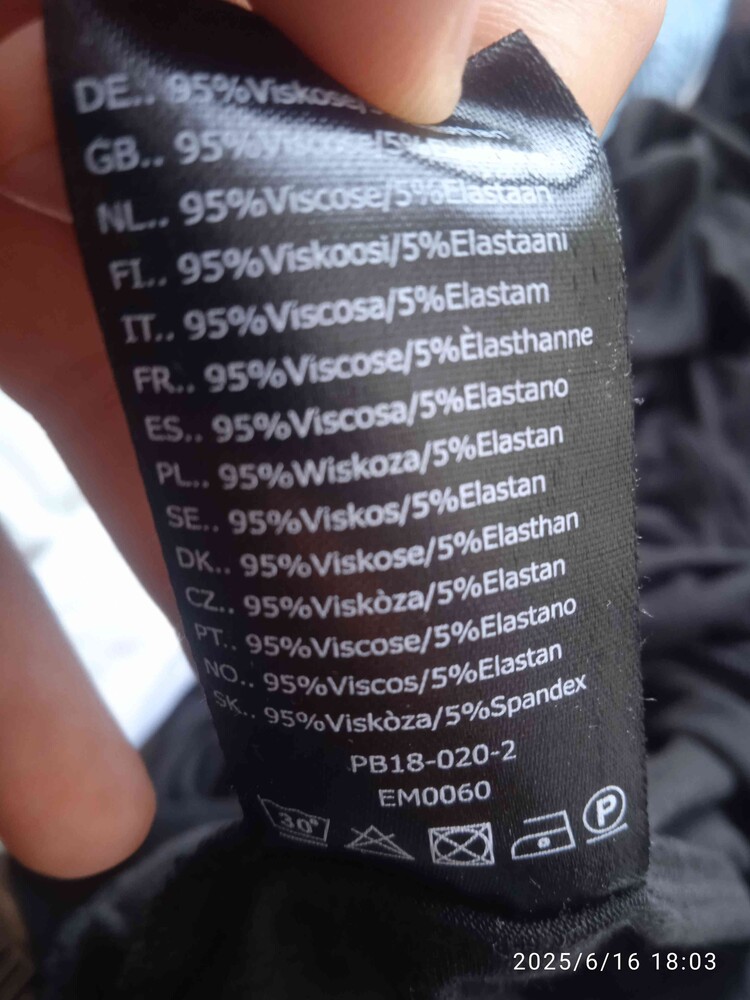 DE.. 95%Viskose/5
GB.. 95%Viscose/5%
NL.. 95%Viscose/5%Elastaan
FI.. 95%Viskoosi/5%Elastaani
IT.. 95%Viscosa/5%Elastam
FR.. 95%Viscose/5%Èlasthanne
ES.. 95%Viscosa/5%Elastano
PL.. 95%Wiskoza/5%Elastan
SE.. 95%Viskos/5%Elastan
DK.. 95%Viskose/5%Elasthan
CZ.. 95%Viskòza/5%Elastan
PT.. 95%Viscose/5%Elastano
NO.. 95%Viscos/5%Elastan
SK.. 95%Viskòza/5%Spandex
PB18-020-2
EM0060
30° P
2025/6/16 18:03